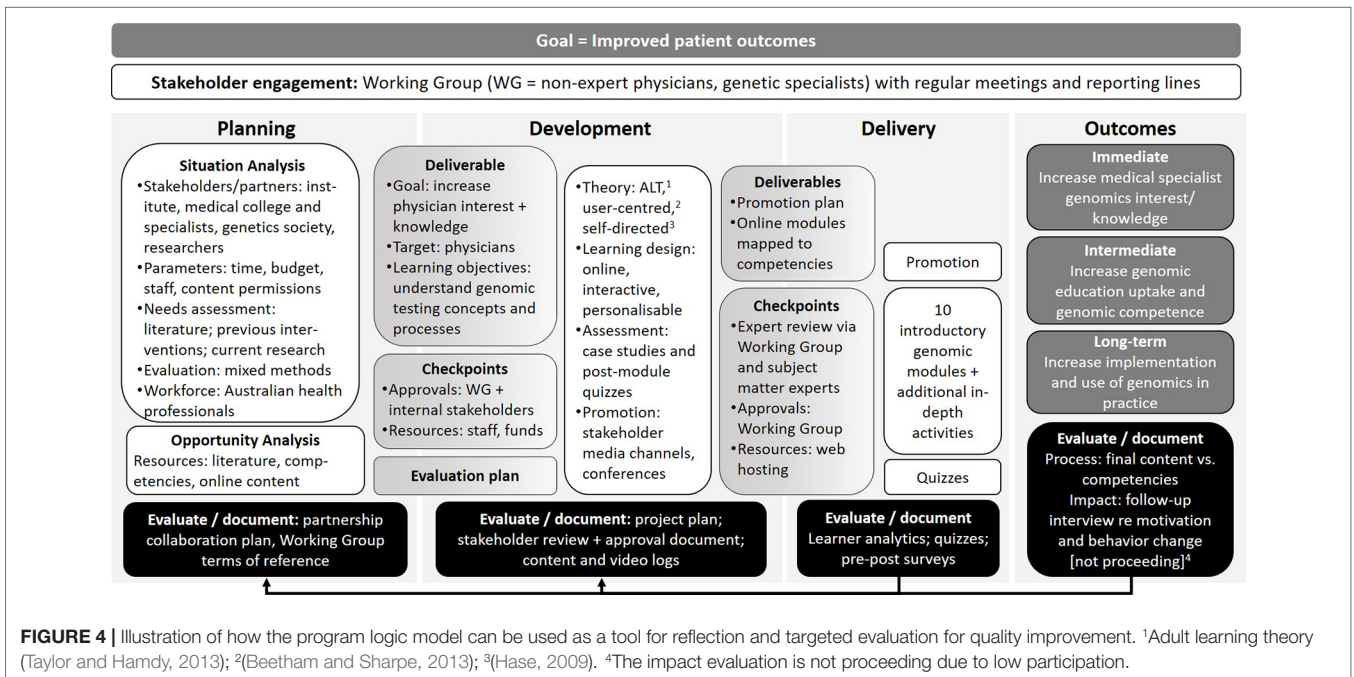 Goal = Improved patient outcomes
Stakeholder engagement: Working Group (WG = non-expert physicians, genetic specialists) with regular meetings and reporting lines
Planning
Situation Analysis
•Stakeholders/partners: inst-
itute, medical college and
specialists, genetics society,
researchers
•Parameters: time, budget,
staff, content permissions
•Needs assessment:
literature; previous inter-
ventions; current research
•Evaluation: mixed methods
•Workforce: Australian health
professionals
Opportunity Analysis
Resources: literature, comp-
etencies, online content
Evaluate / document: partnership
collaboration plan, Working Group
terms of reference
Development
Deliverable
•Goal: increase
physician interest +
knowledge
•Target: physicians
•Learning objectives:
understand genomic
testing concepts and
processes
Checkpoints
•Approvals: WG +
internal stakeholders
•Resources: staff, funds
Evaluation plan
•Theory: ALT,1
user-centred,2
self-directed3
•Learning design:
online,
interactive,
personalisable
•Assessment:
case studies and
post-module
quizzes
•Promotion:
stakeholder
media channels,
conferences
Evaluate / document: project plan;
stakeholder review + approval document;
content and video logs
Delivery
Deliverables
•Promotion plan
•Online modules
mapped to
competencies
Checkpoints
•Expert review via
Working Group
and subject
matter experts
•Approvals:
Working Group
•Resources: web
hosting
Promotion
10
introductory
genomic
modules +
additional in-
depth
activities
Quizzes
Evaluate / document
Learner analytics; quizzes;
pre-post surveys
Outcomes
Immediate
Increase medical specialist
genomics interest/
knowledge
Intermediate
Increase genomic
education uptake and
genomic competence
Long-term
Increase implementation
and use of genomics in
practice
Evaluate / document
Process: final content vs.
competencies
Impact: follow-up
interview re motivation
and behavior change
[not proceeding]4
FIGURE 4 | Illustration of how the program logic model can be used as a tool for reflection and targeted evaluation for quality improvement. 1Adult learning theory
(Taylor and Hamdy, 2013); 2(Beetham and Sharpe, 2013); 3(Hase, 2009). 4The impact evaluation is not proceeding due to low participation.